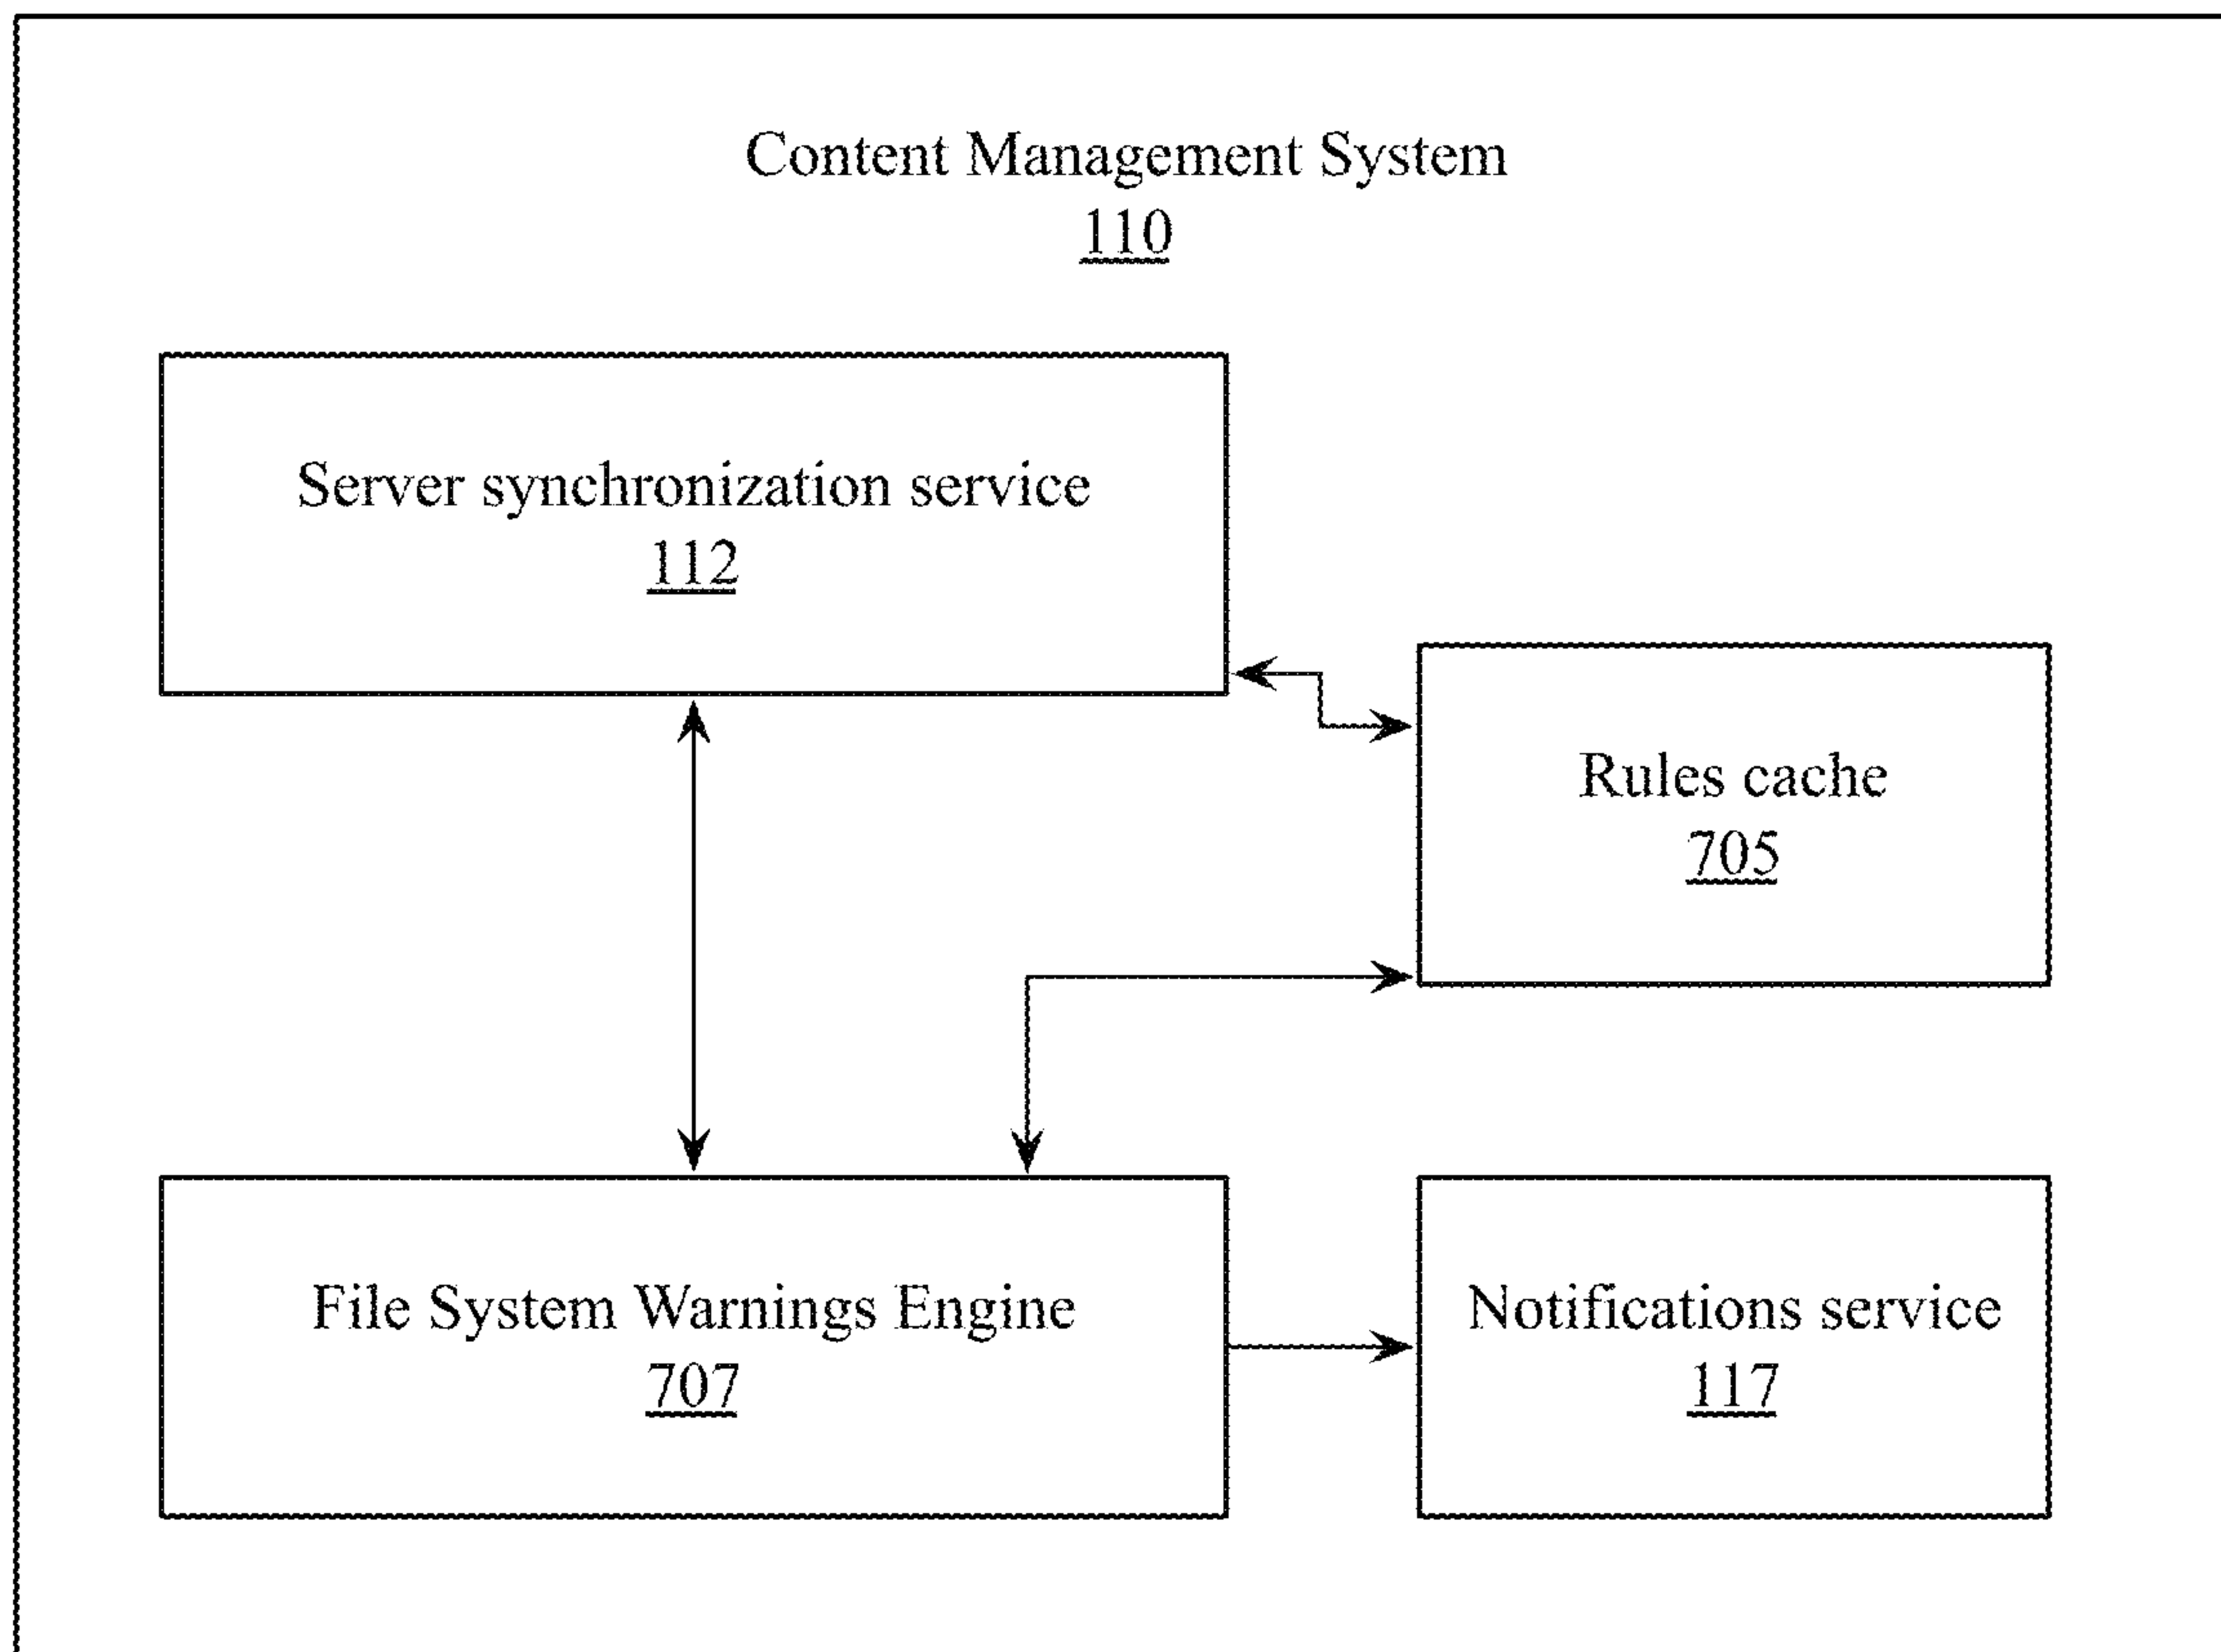 Content Management System
110
Server synchronization service
112
Rules cache
705
File System Warnings Engine
707
Notifications service
117